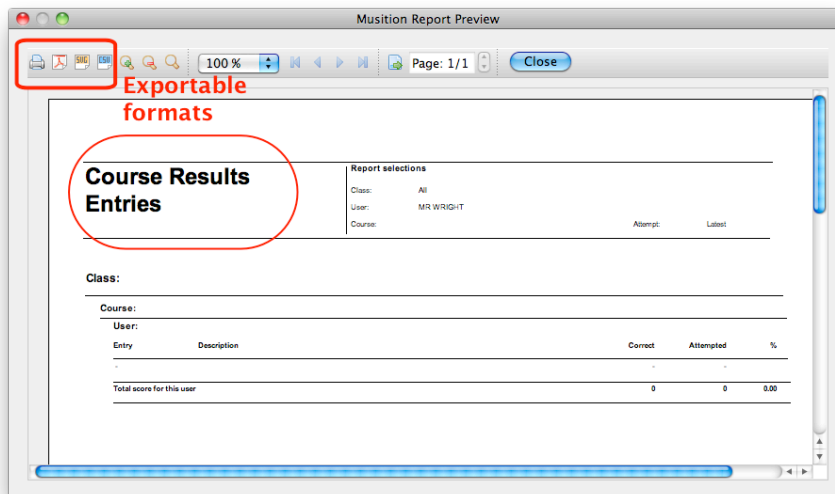 Musition Report Preview
SVG CSV 100 % Page: 1/1 Close
Exportable
formats
Course Results
Entries
Report selections
Class: All
User: MR WRIGHT
Course: Attempt: Latest
Class:
Course:
User:
Entry Description Correct Attempted %
- - -
Total score for this user 0 0 0.00